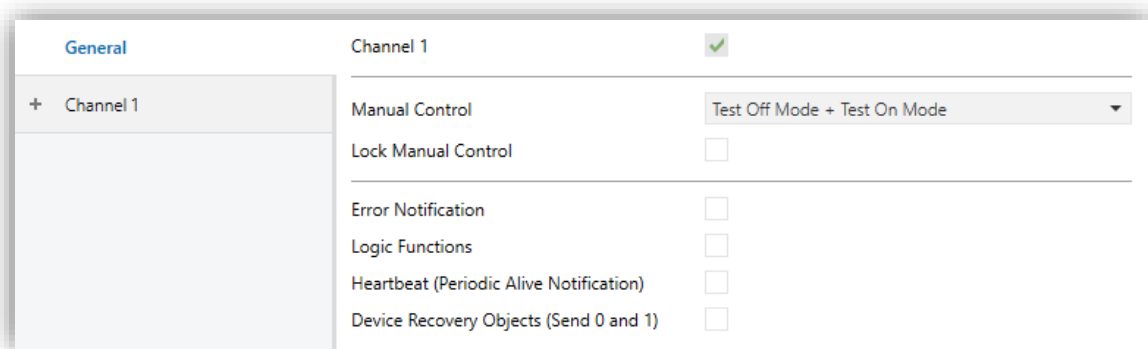 General
+ Channel 1
Channel 1
Manual Control
Test Off Mode + Test On Mode
Lock Manual Control
Error Notification
Logic Functions
Heartbeat (Periodic Alive Notification)
Device Recovery Objects (Send 0 and 1)